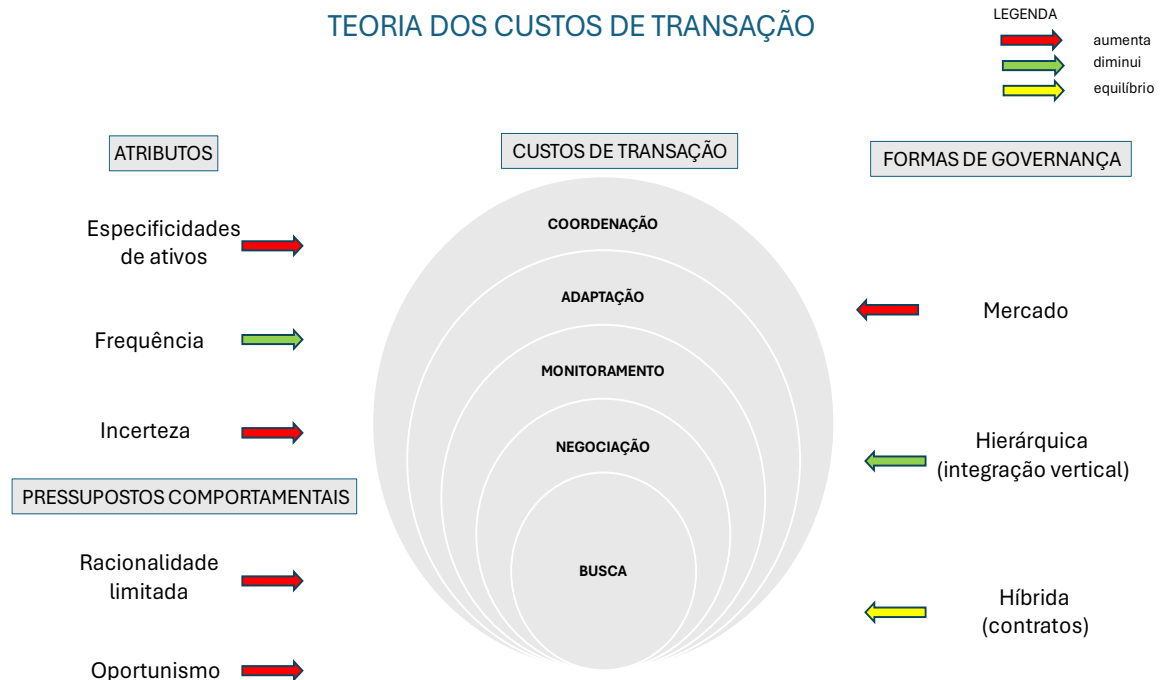 TEORIA DOS CUSTOS DE TRANSAÇÃO
LEGENDA
aumenta
diminui
equilíbrio
ATRIBUTOS
Especificidades
de ativos
Frequência
Incerteza
PRESSUPOSTOS COMPORTAMENTAIS
Racionalidade
limitada
Oportunismo
CUSTOS DE TRANSAÇÃO
COORDENAÇÃO
ADAPTAÇÃO
MONITORAMENTO
NEGOCIAÇÃO
BUSCA
FORMAS DE GOVERNANÇA
Mercado
Hierárquica
(integração vertical)
Híbrida
(contratos)